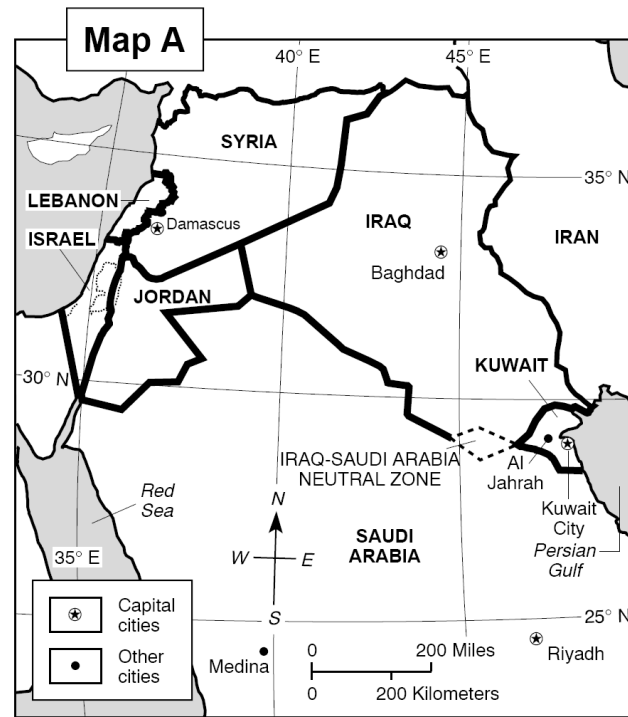 Map A
40° E
45° E
SYRIA
35° N
LEBANON
Damascus
IRAQ
IRAN
ISRAEL
Baghdad
JORDAN
KUWAIT
30° N
IRAQ-SAUDI ARABIA
NEUTRAL ZONE
Al
Jahrah
Kuwait
City
Red
Sea
N
W
E
S
SAUDI
ARABIA
Persian
Gulf
35° E
Capital
cities
Other
cities
25° N
Medina
0
200 Miles
0
200 Kilometers
Riyadh